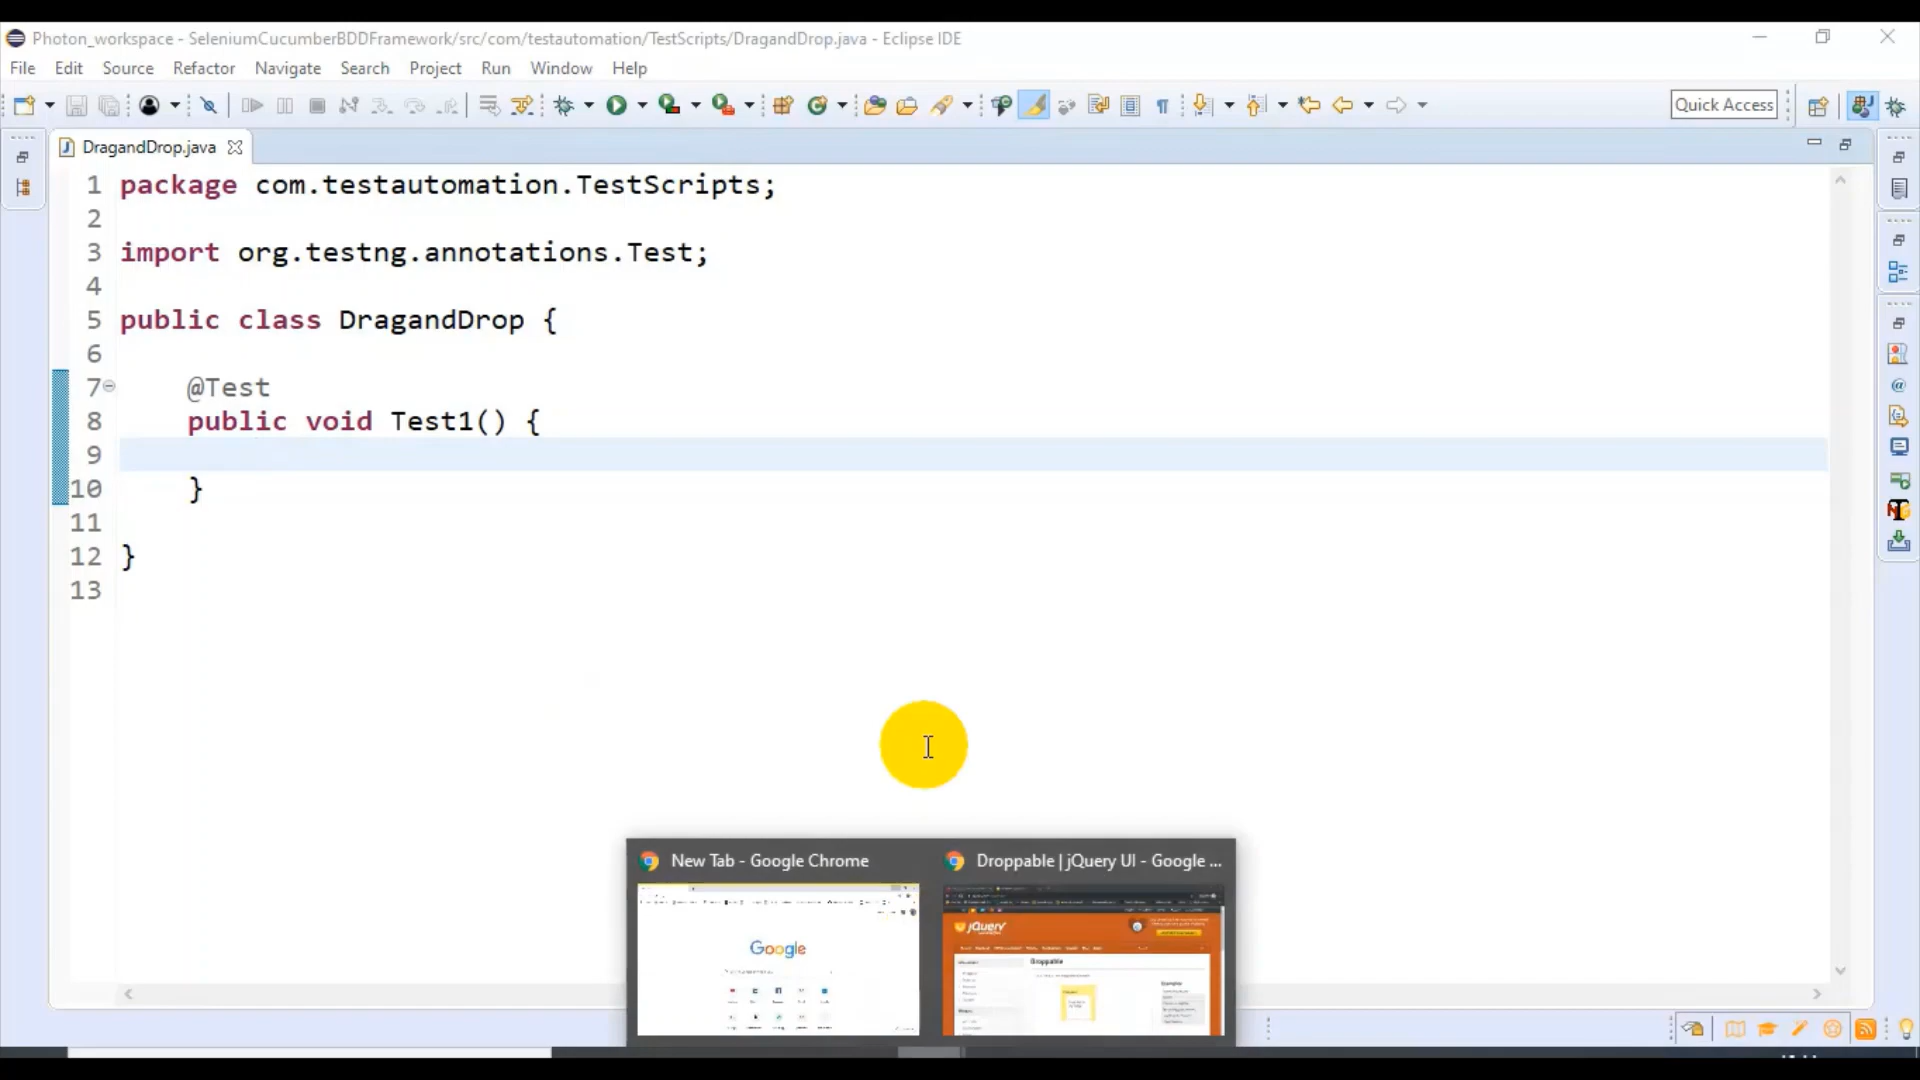 Photon_workspace - SeleniumCucumberBDDFramework/src/com/testautomation/TestScripts/DragandDrop.java - Eclipse IDE
File Edit Source Refactor Navigate Search Project Run Window Help
Quick Access
DragandDrop.java
1 package com.testautomation.TestScripts;
2
3 import org.testng.annotations.Test;
4
5 public class DragandDrop {
6
7 @Test
8 public void Test1() {
9
10 }
11
12 }
13
New Tab - Google Chrome
Droppable | jQuery UI - Google ...
Google
jQuery
Droppable